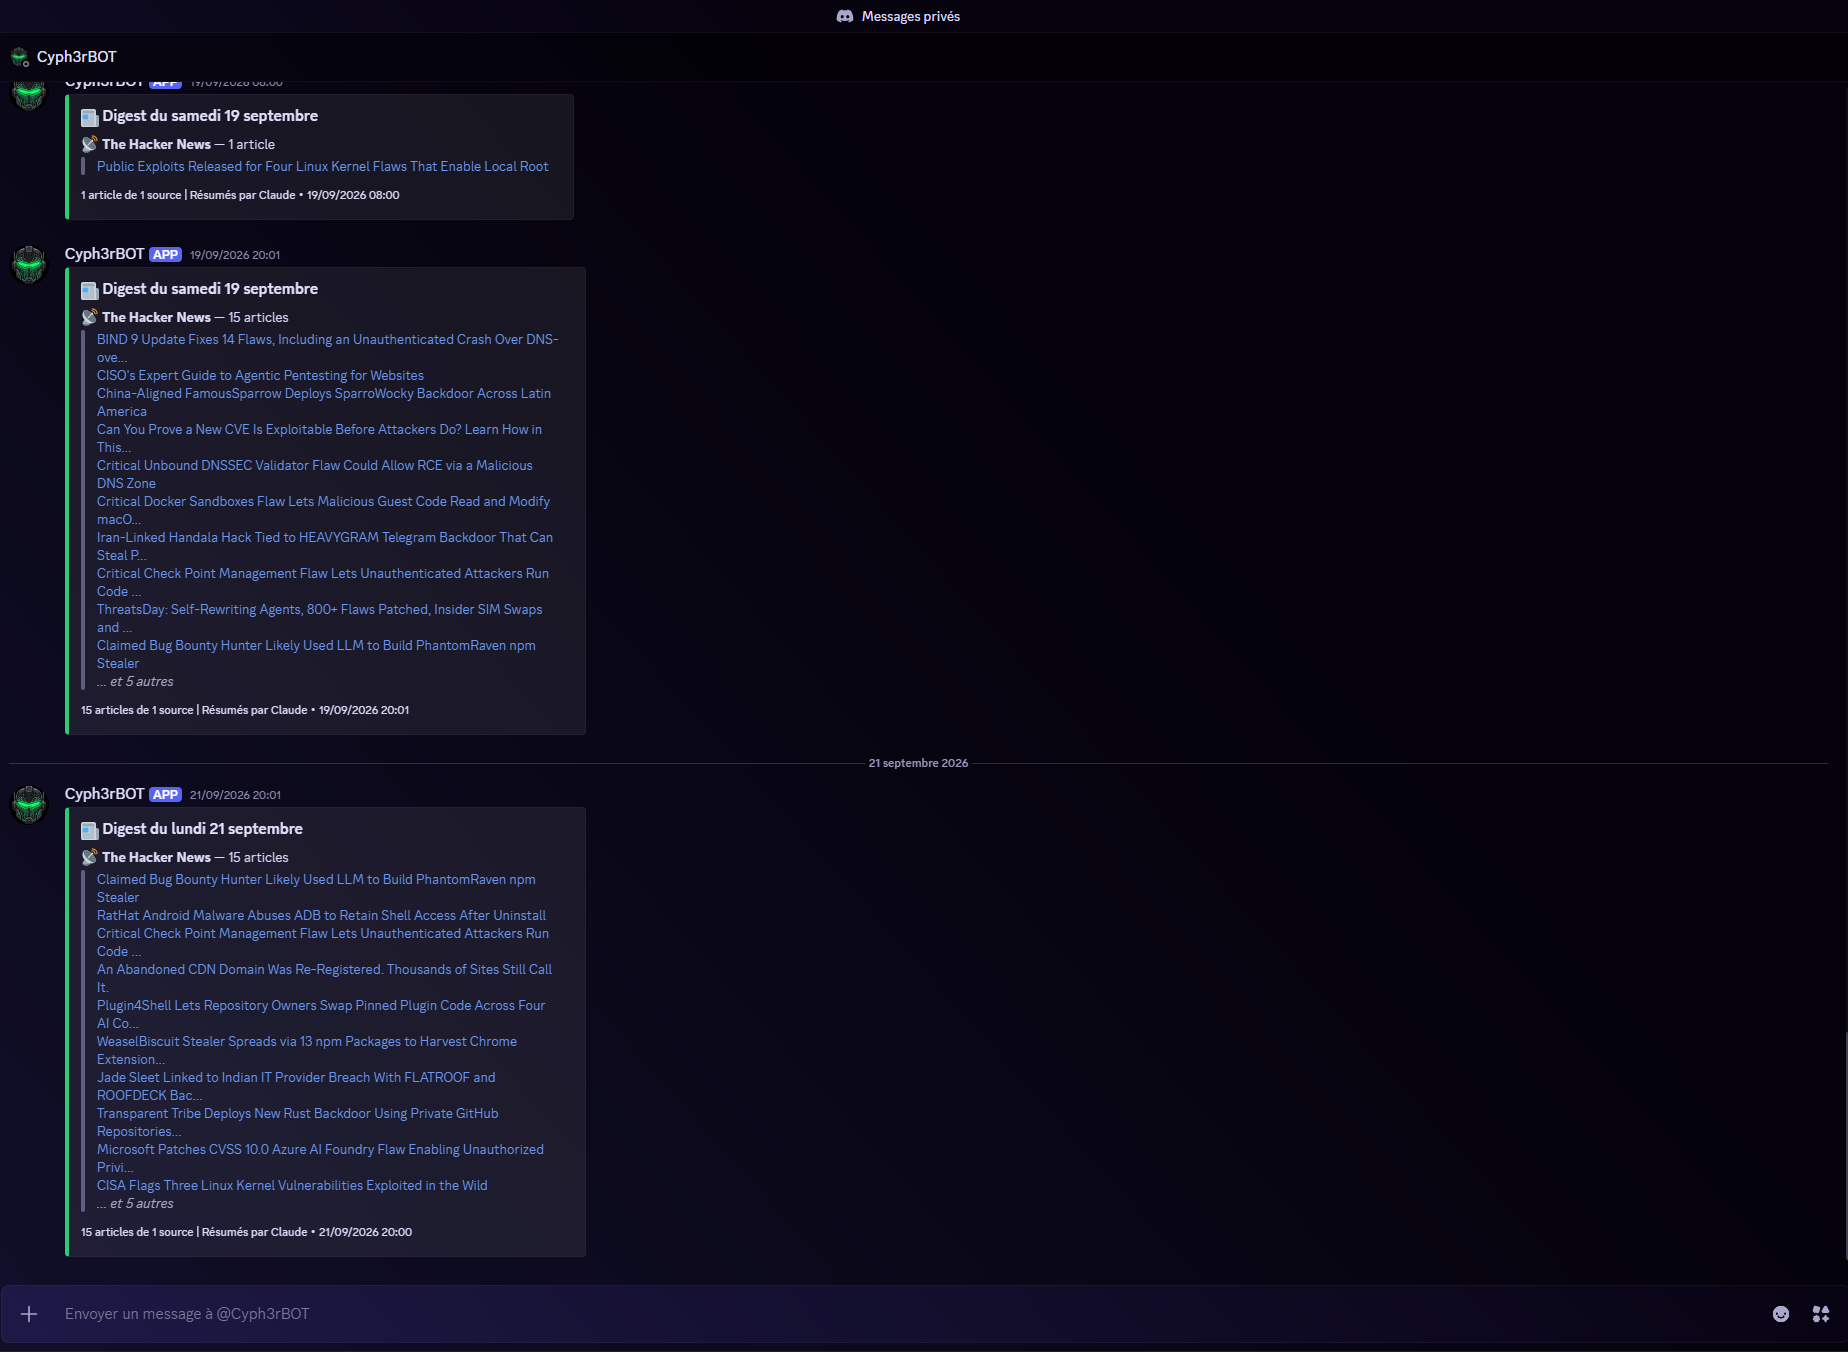 Messages privés
Cyph3rBOT
Cyph3rBOT APP 19/09/2026 08:00
Digest du samedi 19 septembre
The Hacker News — 1 article
Public Exploits Released for Four Linux Kernel Flaws That Enable Local Root
1 article de 1 source | Résumés par Claude • 19/09/2026 08:00
Cyph3rBOT APP 19/09/2026 20:01
Digest du samedi 19 septembre
The Hacker News — 15 articles
BIND 9 Update Fixes 14 Flaws, Including an Unauthenticated Crash Over DNS-
ove...
CISO's Expert Guide to Agentic Pentesting for Websites
China-Aligned FamousSparrow Deploys SparroWocky Backdoor Across Latin
America
Can You Prove a New CVE Is Exploitable Before Attackers Do? Learn How in
This...
Critical Unbound DNSSEC Validator Flaw Could Allow RCE via a Malicious
DNS Zone
Critical Docker Sandboxes Flaw Lets Malicious Guest Code Read and Modify
macO...
Iran-Linked Handala Hack Tied to HEAVYGRAM Telegram Backdoor That Can
Steal P...
Critical Check Point Management Flaw Lets Unauthenticated Attackers Run
Code ...
ThreatsDay: Self-Rewriting Agents, 800+ Flaws Patched, Insider SIM Swaps
and ...
Claimed Bug Bounty Hunter Likely Used LLM to Build PhantomRaven npm
Stealer
... et 5 autres
15 articles de 1 source | Résumés par Claude • 19/09/2026 20:01
21 septembre 2026
Cyph3rBOT APP 21/09/2026 20:01
Digest du lundi 21 septembre
The Hacker News — 15 articles
Claimed Bug Bounty Hunter Likely Used LLM to Build PhantomRaven npm
Stealer
RatHat Android Malware Abuses ADB to Retain Shell Access After Uninstall
Critical Check Point Management Flaw Lets Unauthenticated Attackers Run
Code ...
An Abandoned CDN Domain Was Re-Registered. Thousands of Sites Still Call
It.
Plugin4Shell Lets Repository Owners Swap Pinned Plugin Code Across Four
AI Co...
WeaselBiscuit Stealer Spreads via 13 npm Packages to Harvest Chrome
Extension...
Jade Sleet Linked to Indian IT Provider Breach With FLATROOF and
ROOFDECK Bac...
Transparent Tribe Deploys New Rust Backdoor Using Private GitHub
Repositories...
Microsoft Patches CVSS 10.0 Azure AI Foundry Flaw Enabling Unauthorized
Privi...
CISA Flags Three Linux Kernel Vulnerabilities Exploited in the Wild
... et 5 autres
15 articles de 1 source | Résumés par Claude • 21/09/2026 20:00
Envoyer un message à @Cyph3rBOT